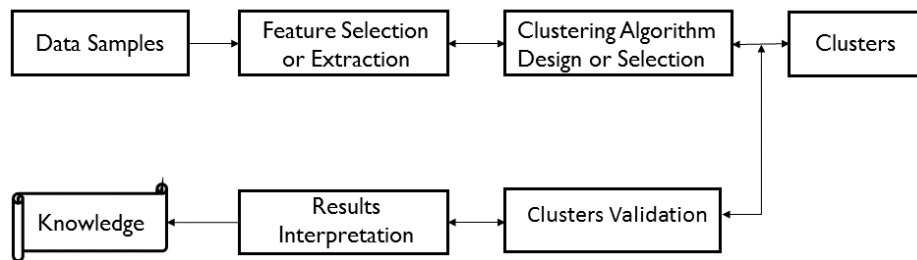 Data Samples
Feature Selection
or Extraction
Clustering Algorithm
Design or Selection
Clusters
Knowledge
Results
Interpretation
Clusters Validation